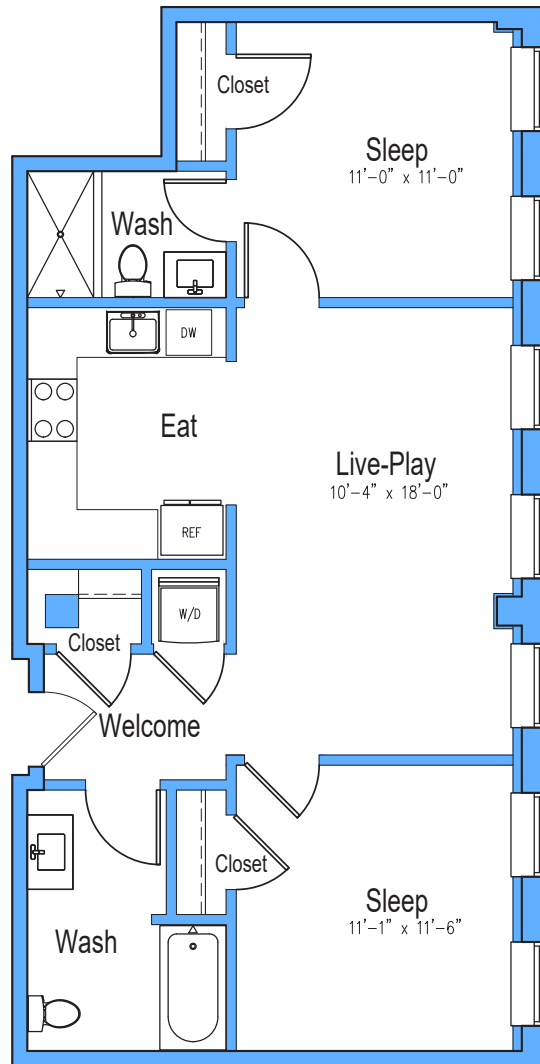 Closet
Sleep
11'-0" x 11'-0"
Wash
DW
Eat
Live-Play
10'-4" x 18'-0"
REF
W/D
Closet
Welcome
Closet
Sleep
11'-1" x 11'-6"
Wash